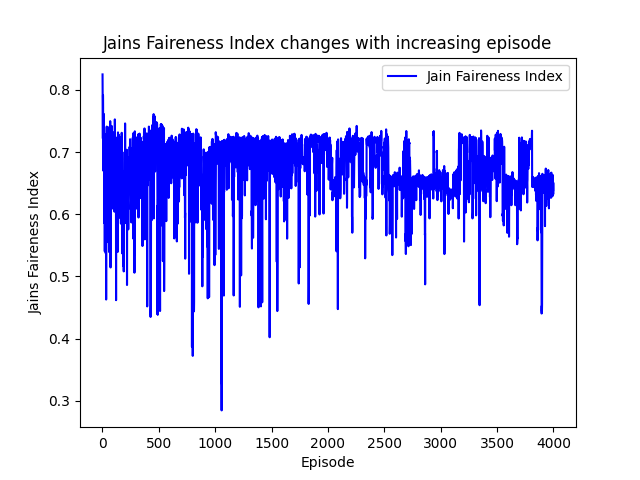 Jains Faireness Index changes with increasing episode
Jain Faireness Index
Jains Faireness Index
0.8
0.7
0.6
0.5
0.4
0.3
0 500 1000 1500 2000 2500 3000 3500 4000
Episode